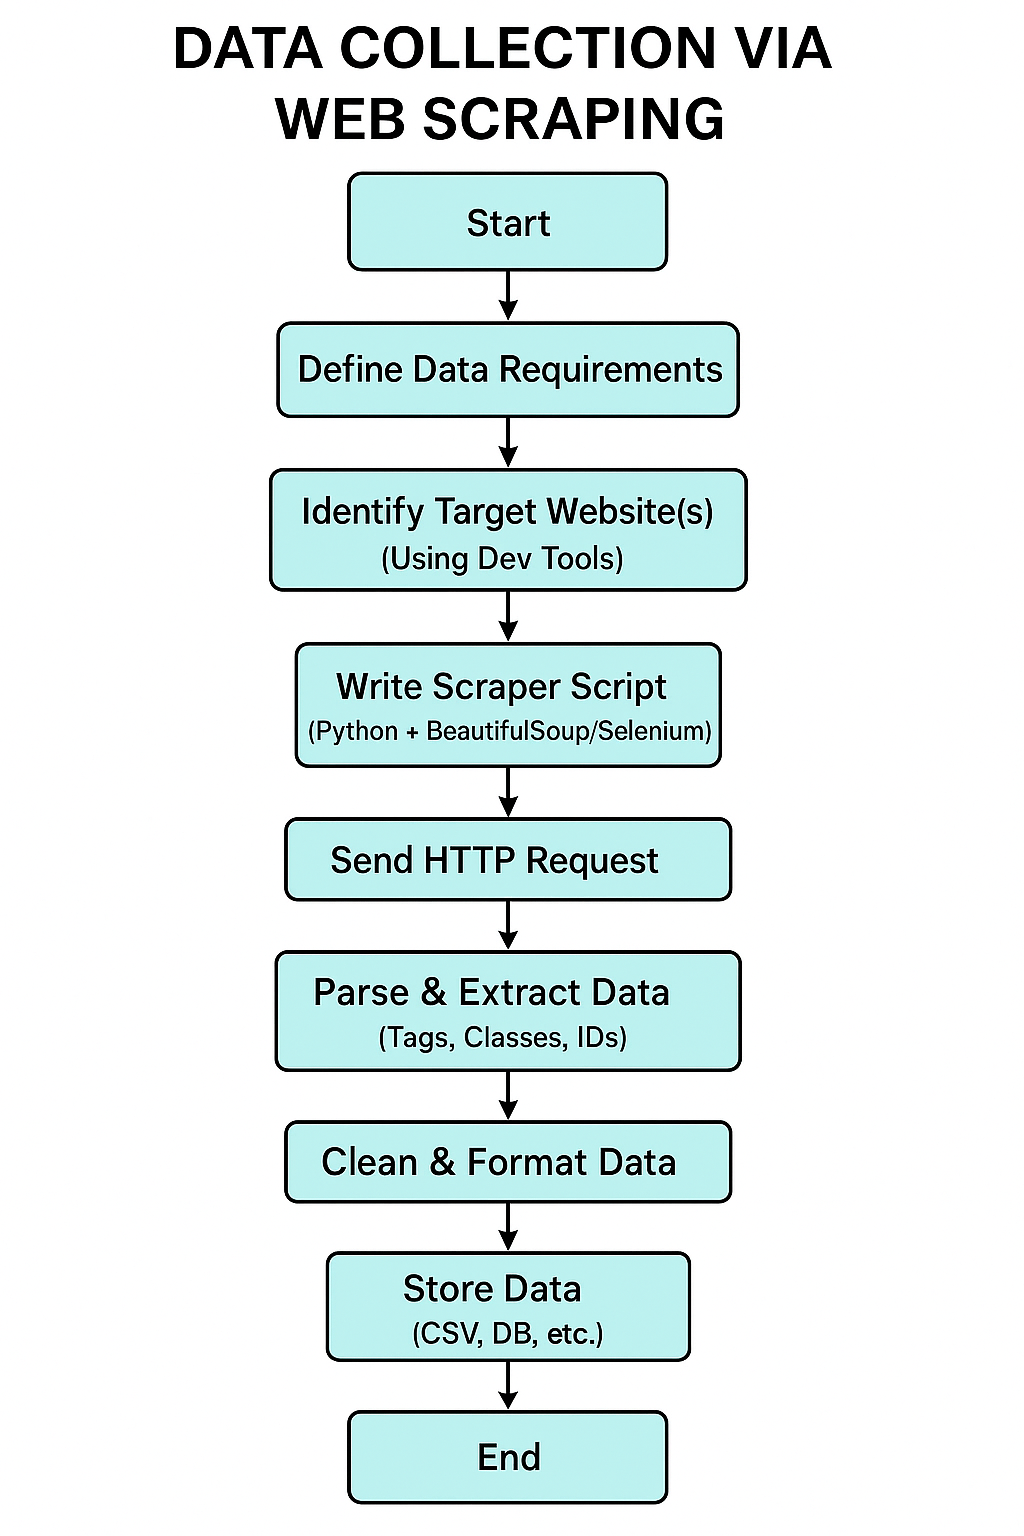 DATA COLLECTION VIA
WEB SCRAPING
Start
Define Data Requirements
Identify Target Website(s)
(Using Dev Tools)
Write Scraper Script
(Python + BeautifulSoup/Selenium)
Send HTTP Request
Parse & Extract Data
(Tags, Classes, IDs)
Clean & Format Data
Store Data
(CSV, DB, etc.)
End